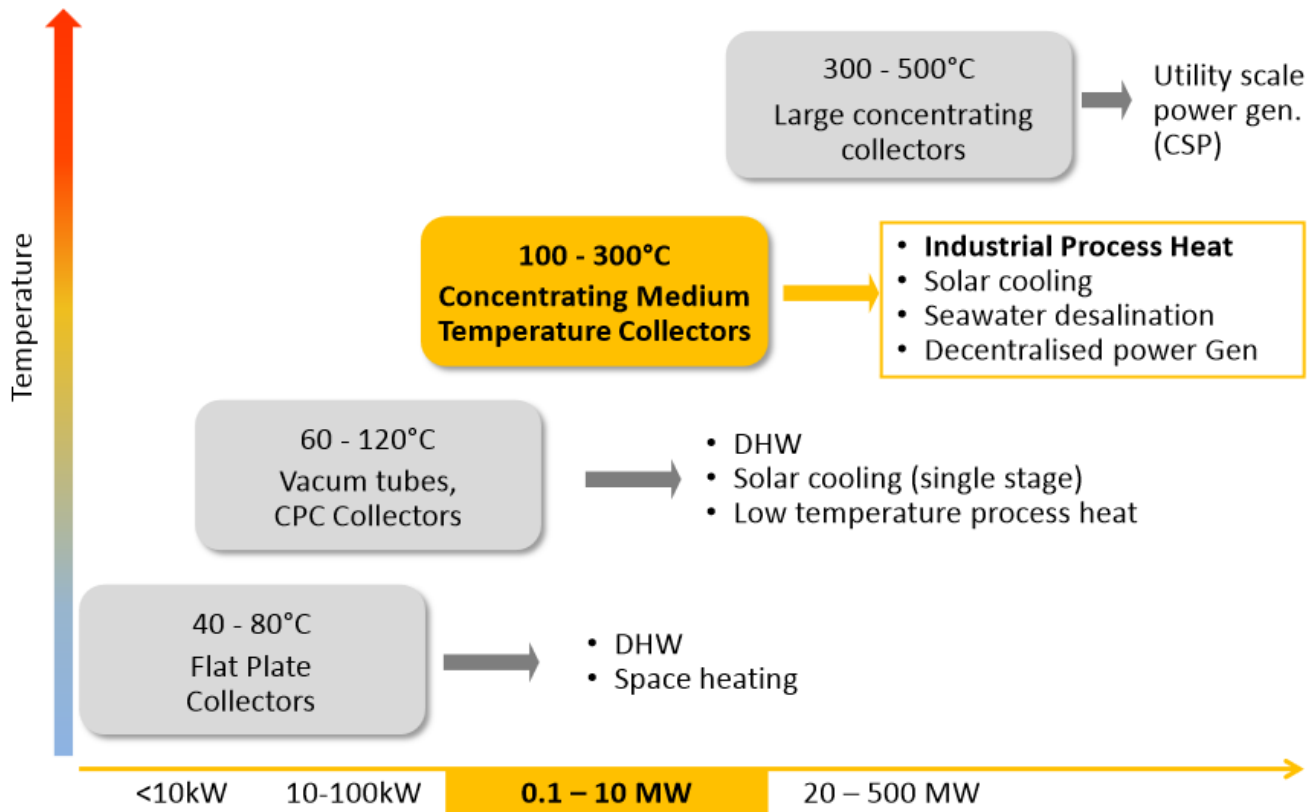 300 - 500°C
Large concentrating
collectors
Utility scale
power gen.
(CSP)
Temperature
100 - 300°C
Concentrating Medium
Temperature Collectors
• Industrial Process Heat
• Solar cooling
• Seawater desalination
• Decentralised power Gen
60 - 120°C
Vacum tubes,
CPC Collectors
• DHW
• Solar cooling (single stage)
• Low temperature process heat
40 - 80°C
Flat Plate
Collectors
• DHW
• Space heating
<10kW 10-100kW 0.1 – 10 MW 20 – 500 MW